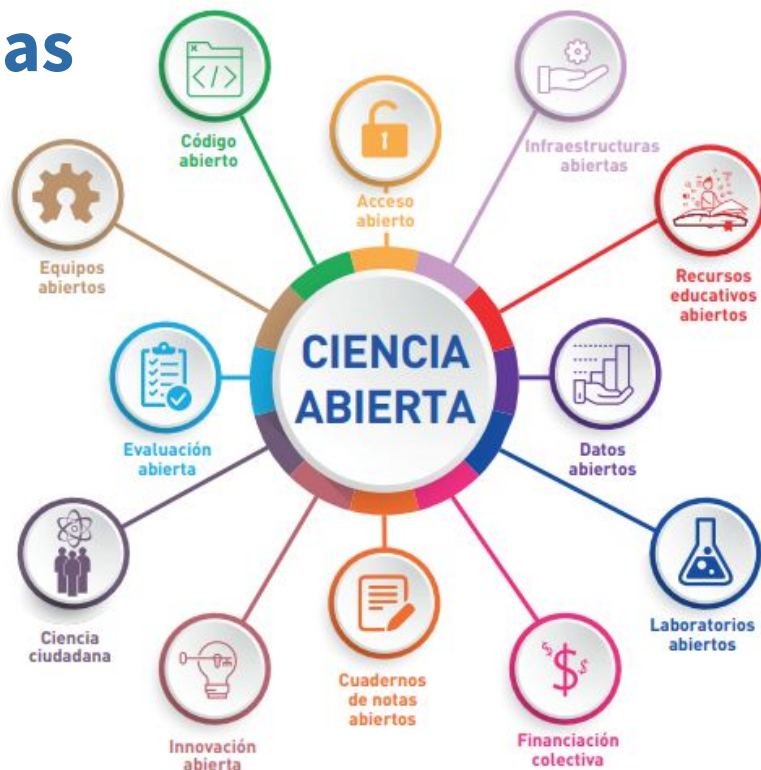 as
Código
abierto
Acceso
abierto
Infraestructuras
abiertas
Equipos
abiertos
Recursos
educativos
abiertos
CIENCIA
ABIERTA
Evaluación
abierta
Datos
abiertos
Ciencia
ciudadana
Laboratorios
abiertos
Innovación
abierta
Cuadernos
de notas
abiertos
Financiación
colectiva